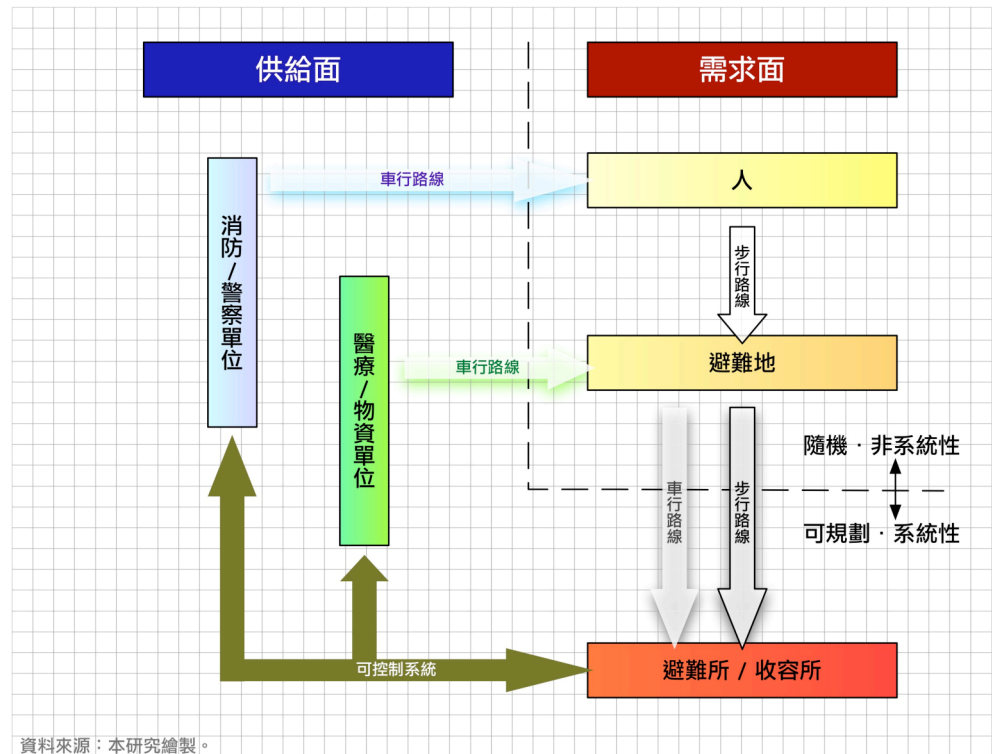 供給面
需求面
消防/警察單位
車行路線
人
步行路線
醫療/物資單位
車行路線
避難地
隨機．非系統性
車行路線
步行路線
可規劃．系統性
可控制系統
避難所 / 收容所
資料來源：本研究繪製。